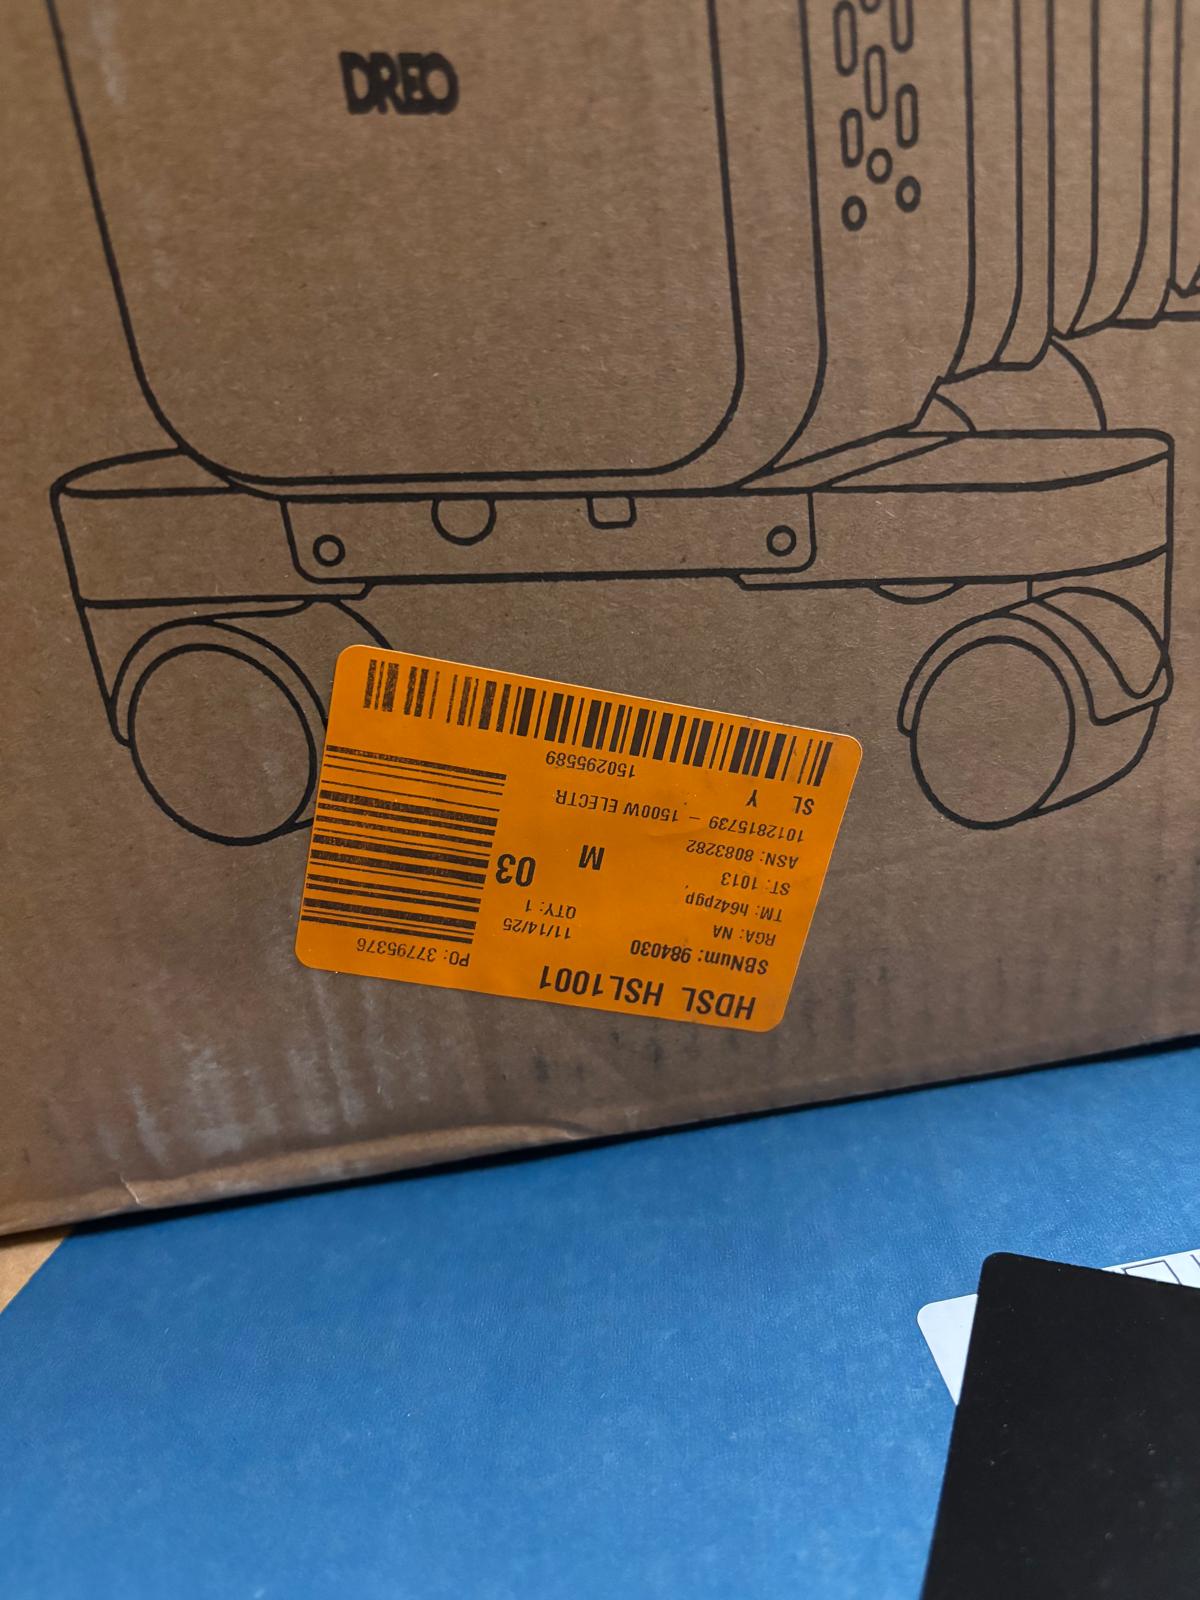 DREO
HDSL HSL1001
SBNum: 984030
PO: 37795376
RGA: NA
11/14/25
TM: h64zpgp
QTY: 1
ST: 1013
M
03
ASN: 8083282
1012815739 - 1500W ELECTR
SL Y
150295589